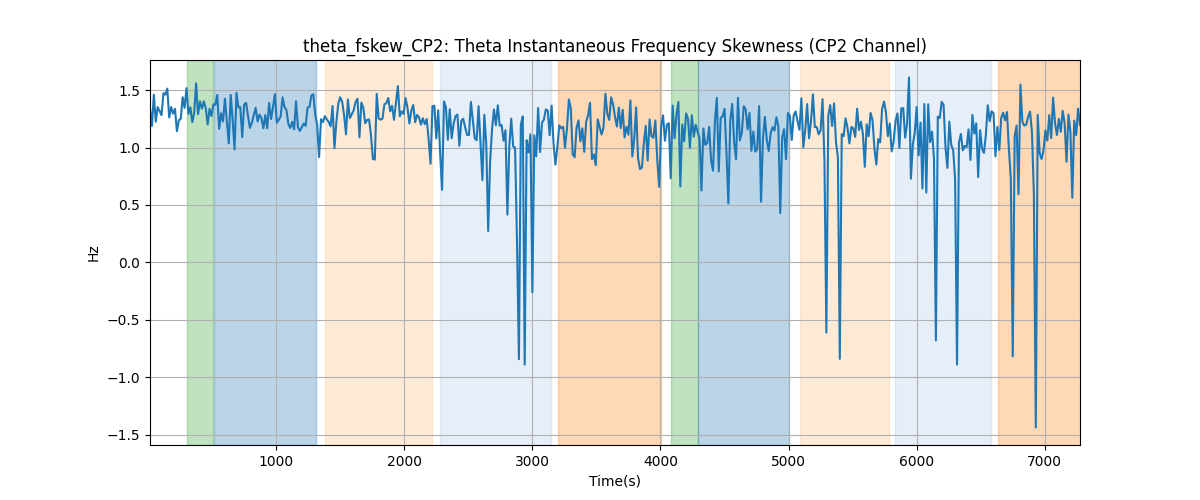 theta_fskew_CP2: Theta Instantaneous Frequency Skewness (CP2 Channel)
1.5
1.0
0.5
0.0
−0.5
−1.0
−1.5
Hz
1000 2000 3000 4000 5000 6000 7000
Time(s)